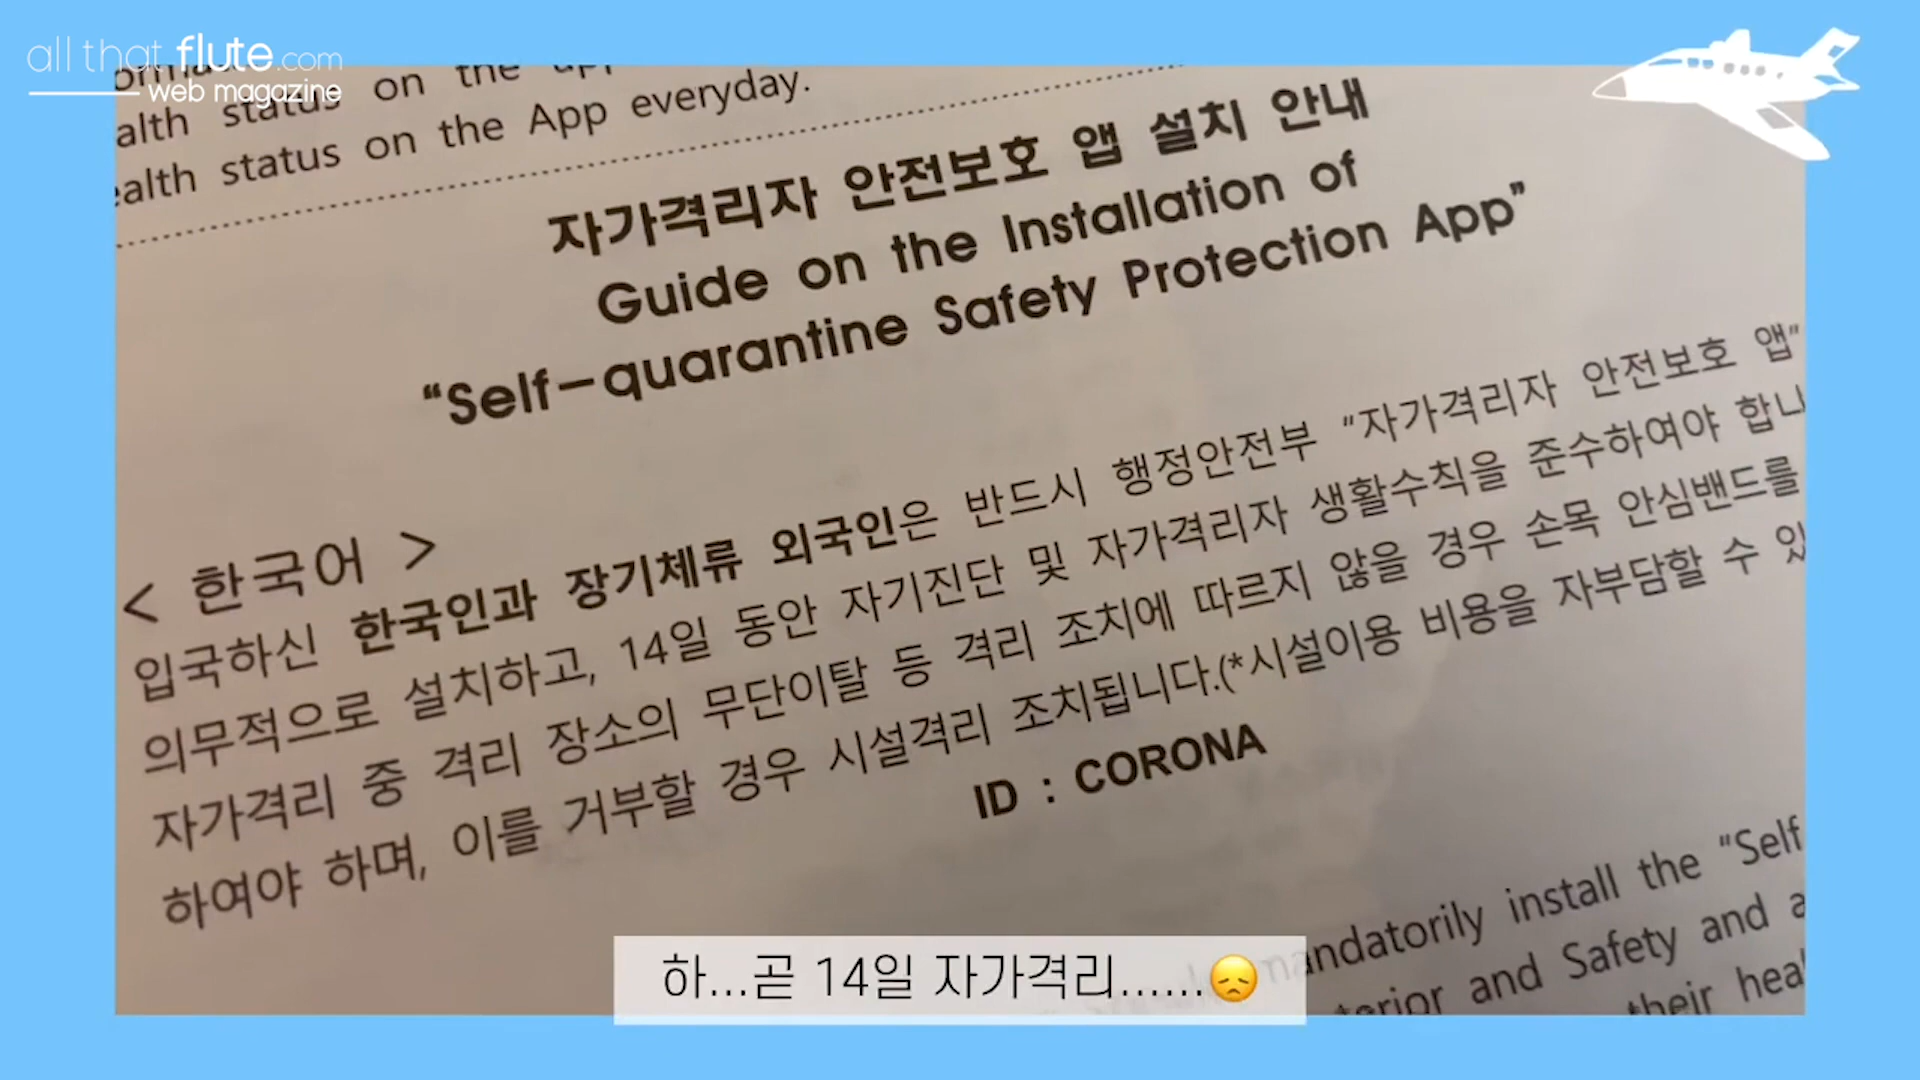 all that flute.com
web magazine
alth status on the
ealth status on the App everyday.
자가격리자 안전보호 앱 설치 안내
Guide on the Installation of
“Self-quarantine Safety Protection App”
< 한국어 >
입국하신 한국인과 장기체류 외국인은 반드시 행정안전부 “자가격리자 안전보호 앱”
의무적으로 설치하고, 14일 동안 자기진단 및 자가격리자 생활수칙을 준수하여야 합니
자가격리 중 격리 장소의 무단이탈 등 격리 조치에 따르지 않을 경우 손목 안심밴드를
하여야 하며, 이를 거부할 경우 시설격리 조치됩니다.(*시설이용 비용을 자부담할 수 있
ID : CORONA
mandatorily install the “Self
terior and Safety and a
their heal
하...곧 14일 자가격리......😞